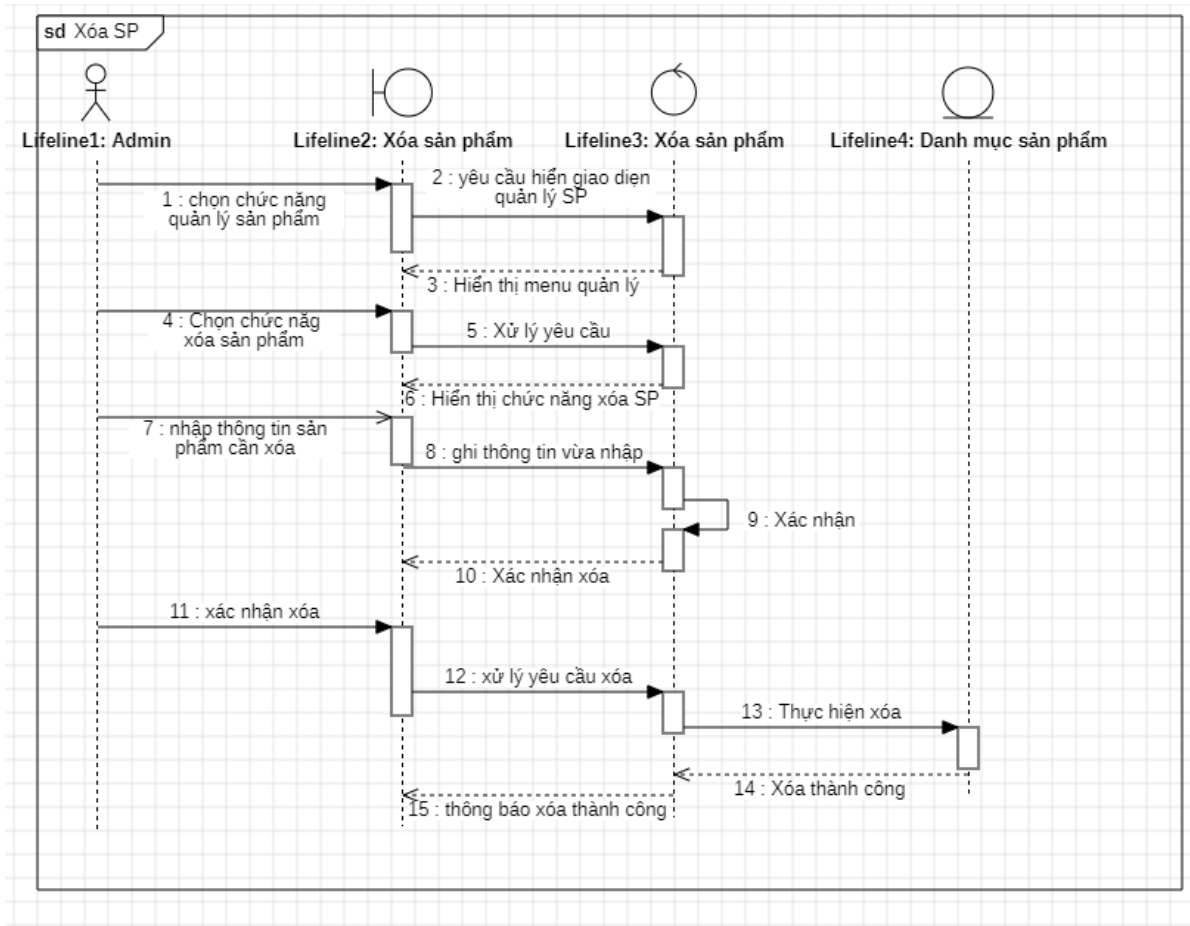 sd Xóa SP
Lifeline1: Admin
Lifeline2: Xóa sản phẩm
Lifeline3: Xóa sản phẩm
Lifeline4: Danh mục sản phẩm
1 : chọn chức năng
quản lý sản phẩm
2 : yêu cầu hiển giao diện
quản lý SP
3 : Hiển thị menu quản lý
4 : Chọn chức năg
xóa sản phẩm
5 : Xử lý yêu cầu
6 : Hiển thị chức năng xóa SP
7 : nhập thông tin sản
phẩm cần xóa
8 : ghi thông tin vừa nhập
9 : Xác nhận
10 : Xác nhận xóa
11 : xác nhận xóa
12 : xử lý yêu cầu xóa
13 : Thực hiện xóa
14 : Xóa thành công
15 : thông báo xóa thành công